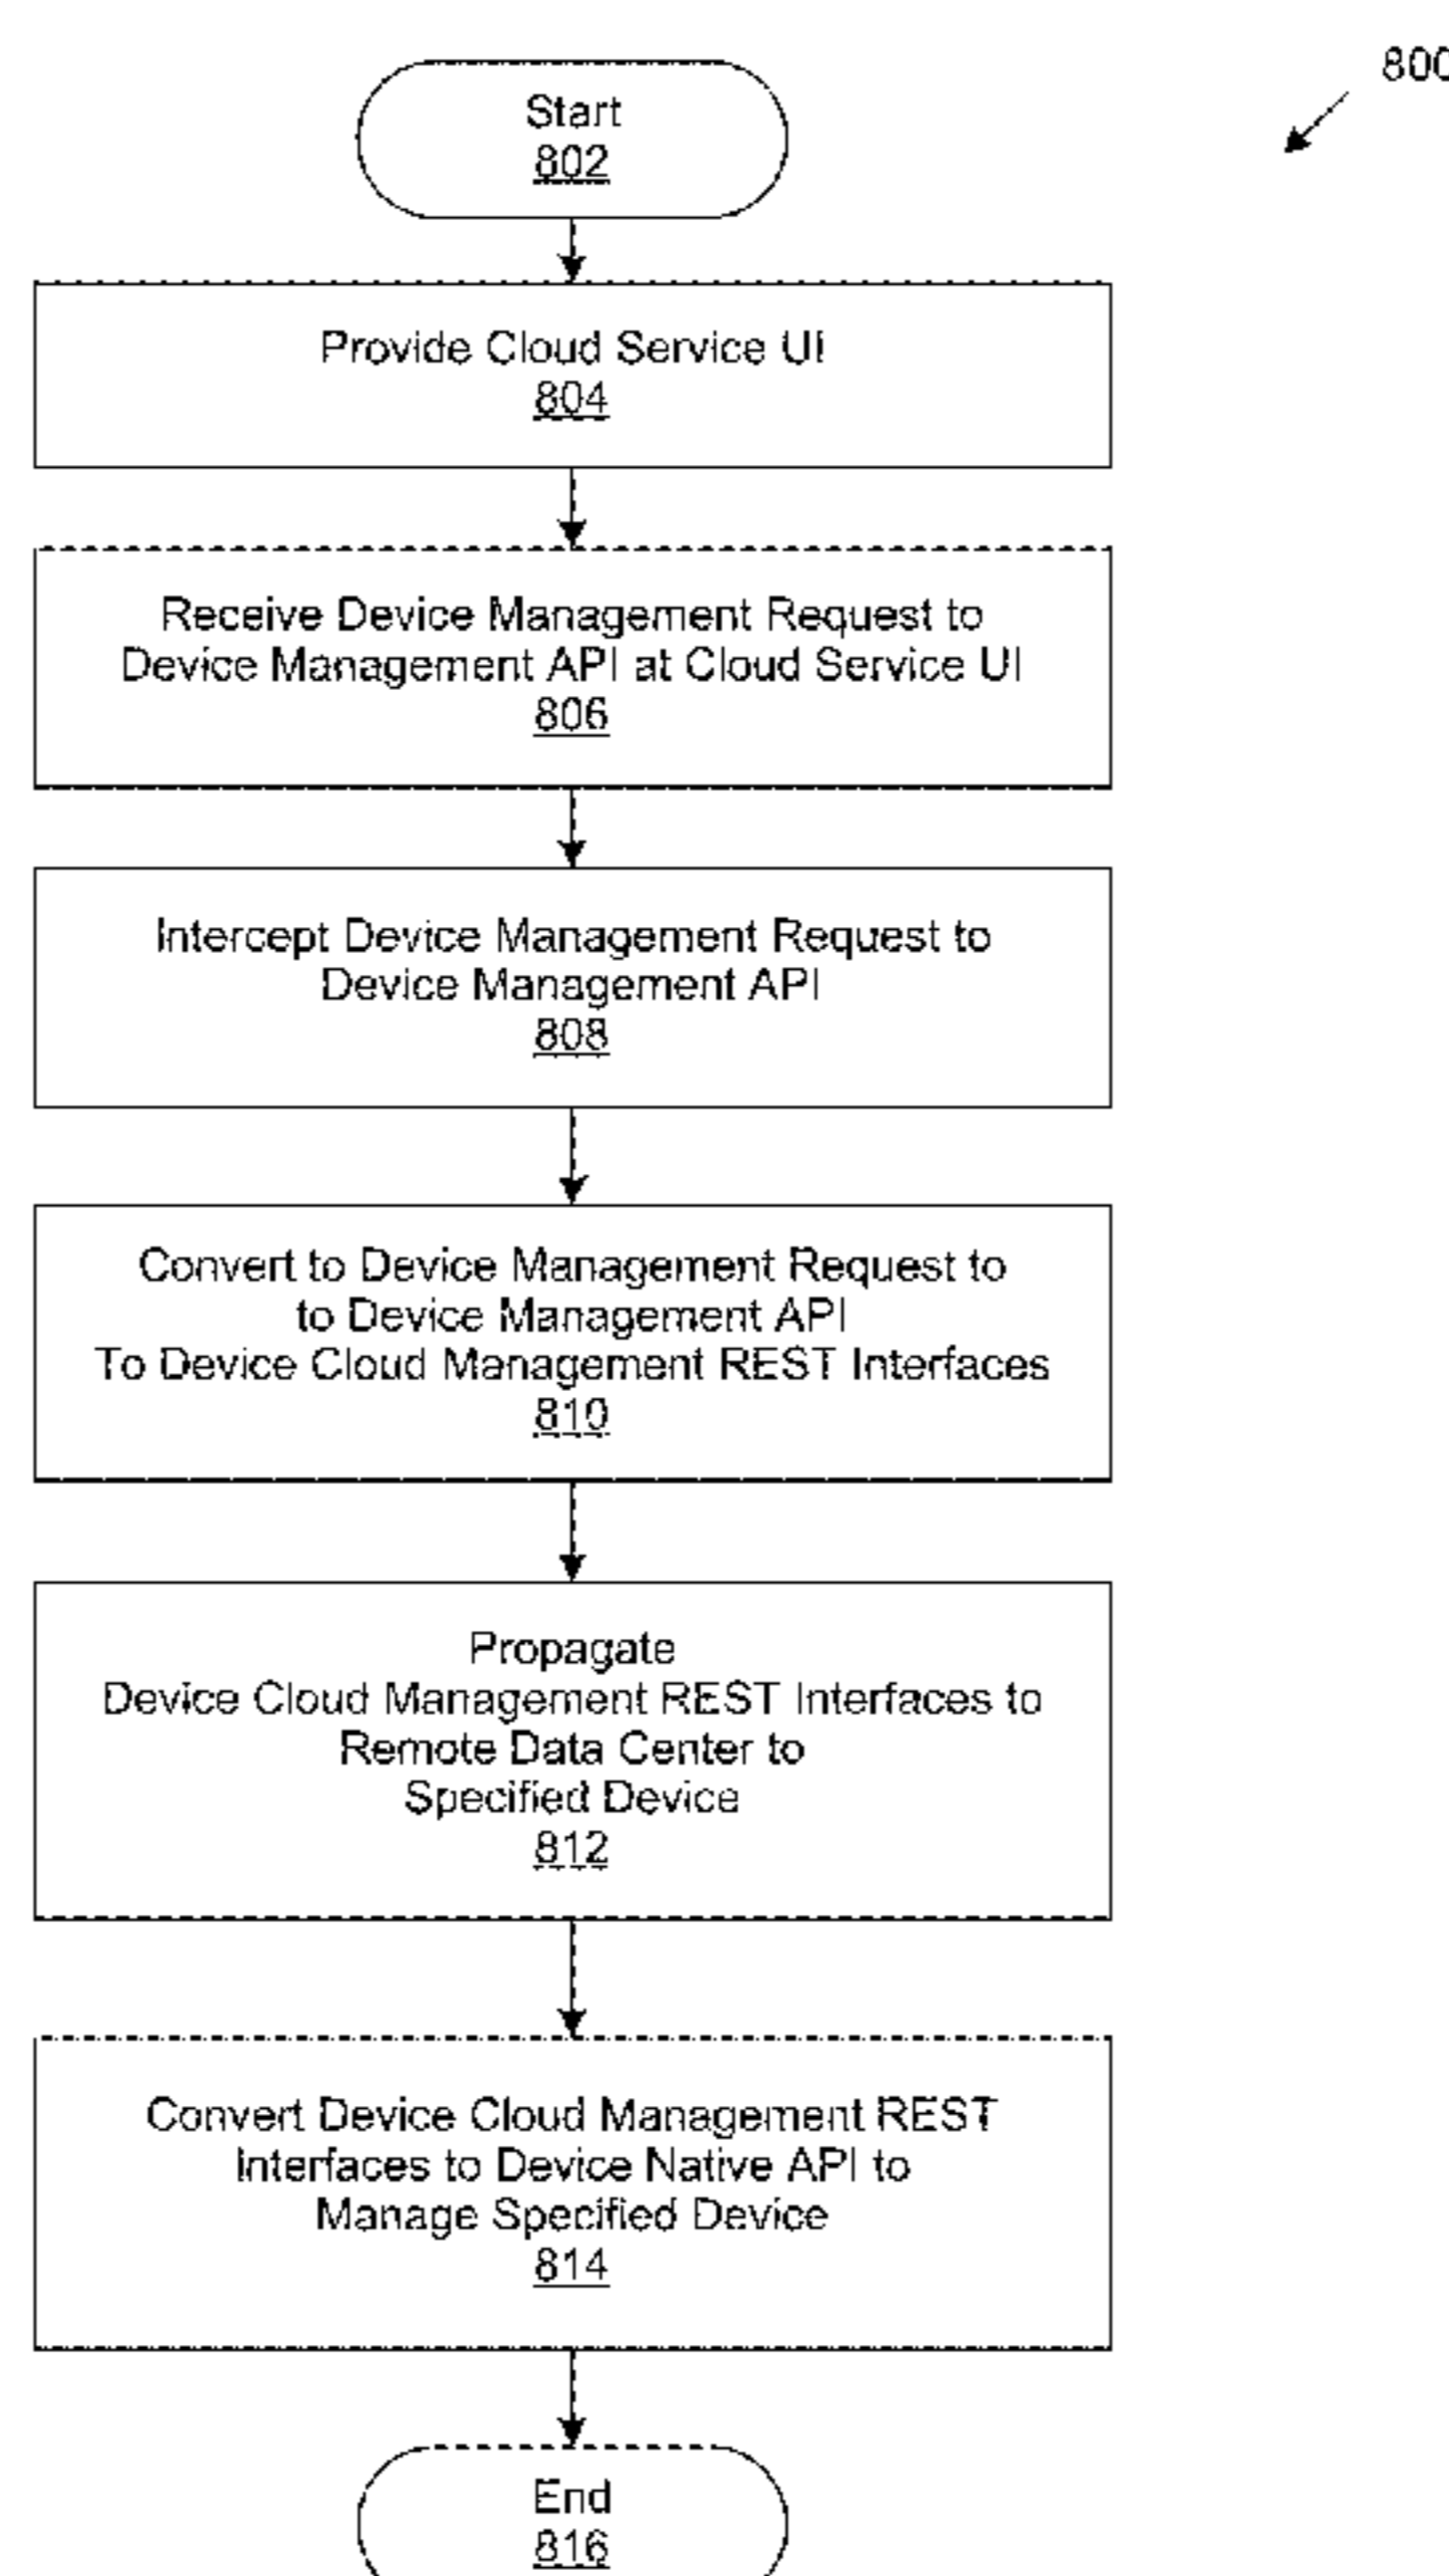 800
Start
802
Provide Cloud Service UI
804
Receive Device Management Request to
Device Management API at Cloud Service UI
806
Intercept Device Management Request to
Device Management API
808
Convert to Device Management Request to
to Device Management API
To Device Cloud Management REST Interfaces
810
Propagate
Device Cloud Management REST Interfaces to
Remote Data Center to
Specified Device
812
Convert Device Cloud Management REST
Interfaces to Device Native API to
Manage Specified Device
814
End
816